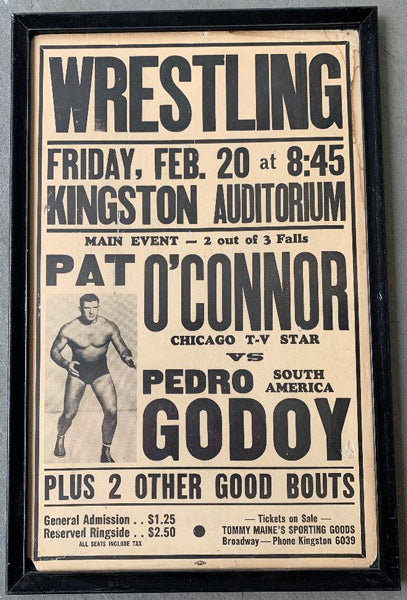 WRESTLING
FRIDAY, FEB. 20 at 8:45
KINGSTON AUDITORIUM
MAIN EVENT — 2 out of 3 Falls
PAT O'CONNOR
CHICAGO T-V STAR
VS
PEDRO SOUTH AMERICA
GODOY
PLUS 2 OTHER GOOD BOUTS
General Admission . . $1.25
Reserved Ringside . . $2.50
ALL SEATS INCLUDE TAX
— Tickets on Sale —
TOMMY MAINE'S SPORTING GOODS
Broadway — Phone Kingston 6039